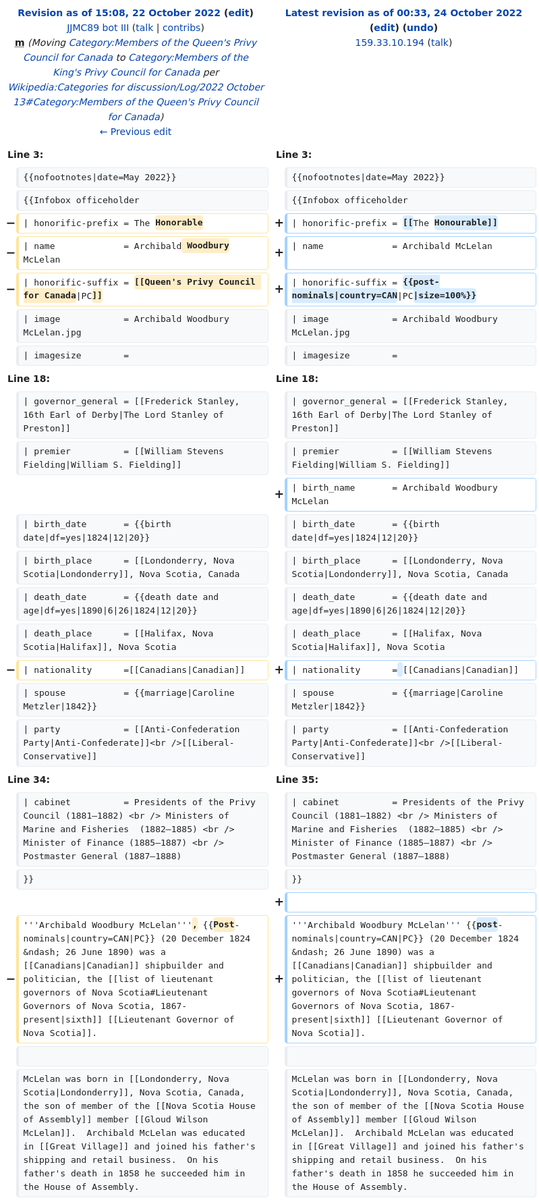 Revision as of 15:08, 22 October 2022 (edit)
JJMC89 bot III (talk | contribs)
m (Moving Category:Members of the Queen's Privy
Council for Canada to Category:Members of the
King's Privy Council for Canada per
Wikipedia:Categories for discussion/Log/2022 October
13#Category:Members of the Queen's Privy Council
for Canada)
← Previous edit
Latest revision as of 00:33, 24 October 2022
(edit) (undo)
159.33.10.194 (talk)
Line 3:
Line 3:
{{nofootnotes|date=May 2022}}
{{nofootnotes|date=May 2022}}
{{Infobox officeholder
{{Infobox officeholder
− | honorific-prefix = The Honorable
+ | honorific-prefix = [[The Honourable]]
− | name             = Archibald Woodbury
McLelan
+ | name             = Archibald McLelan
− | honorific-suffix = [[Queen's Privy Council
for Canada|PC]]
+ | honorific-suffix = {{post-
nominals|country=CAN|PC|size=100%}}
| image            = Archibald Woodbury
McLelan.jpg
| image            = Archibald Woodbury
McLelan.jpg
| imagesize        =
| imagesize        =
Line 18:
Line 18:
| governor_general = [[Frederick Stanley,
16th Earl of Derby|The Lord Stanley of
Preston]]
| governor_general = [[Frederick Stanley,
16th Earl of Derby|The Lord Stanley of
Preston]]
| premier          = [[William Stevens
Fielding|William S. Fielding]]
| premier          = [[William Stevens
Fielding|William S. Fielding]]
+ | birth_name       = Archibald Woodbury
McLelan
| birth_date       = {{birth
date|df=yes|1824|12|20}}
| birth_date       = {{birth
date|df=yes|1824|12|20}}
| birth_place      = [[Londonderry, Nova
Scotia|Londonderry]], Nova Scotia, Canada
| birth_place      = [[Londonderry, Nova
Scotia|Londonderry]], Nova Scotia, Canada
| death_date       = {{death date and
age|df=yes|1890|6|26|1824|12|20}}
| death_date       = {{death date and
age|df=yes|1890|6|26|1824|12|20}}
| death_place      = [[Halifax, Nova
Scotia|Halifax]], Nova Scotia
| death_place      = [[Halifax, Nova
Scotia|Halifax]], Nova Scotia
− | nationality      =[[Canadians|Canadian]]
+ | nationality      = [[Canadians|Canadian]]
| spouse           = {{marriage|Caroline
Metzler|1842}}
| spouse           = {{marriage|Caroline
Metzler|1842}}
| party            = [[Anti-Confederation
Party|Anti-Confederate]]<br />[[Liberal-
Conservative]]
| party            = [[Anti-Confederation
Party|Anti-Confederate]]<br />[[Liberal-
Conservative]]
Line 34:
Line 35:
| cabinet          = Presidents of the Privy
Council (1881–1882) <br /> Ministers of
Marine and Fisheries  (1882–1885) <br />
Minister of Finance (1885–1887) <br />
Postmaster General (1887–1888)
| cabinet          = Presidents of the Privy
Council (1881–1882) <br /> Ministers of
Marine and Fisheries  (1882–1885) <br />
Minister of Finance (1885–1887) <br />
Postmaster General (1887–1888)
}}
}}
+
− '''Archibald Woodbury McLelan''', {{Post-
nominals|country=CAN|PC}} (20 December 1824
&ndash; 26 June 1890) was a
[[Canadians|Canadian]] shipbuilder and
politician, the [[list of lieutenant
governors of Nova Scotia#Lieutenant
Governors of Nova Scotia, 1867-
present|sixth]] [[Lieutenant Governor of
Nova Scotia]].
+ '''Archibald Woodbury McLelan''' {{post-
nominals|country=CAN|PC}} (20 December 1824
&ndash; 26 June 1890) was a
[[Canadians|Canadian]] shipbuilder and
politician, the [[list of lieutenant
governors of Nova Scotia#Lieutenant
Governors of Nova Scotia, 1867-
present|sixth]] [[Lieutenant Governor of
Nova Scotia]].
McLelan was born in [[Londonderry, Nova
Scotia|Londonderry]], Nova Scotia, Canada,
the son of member of the [[Nova Scotia House
of Assembly]] member [[Gloud Wilson
McLelan]].  Archibald McLelan was educated
in [[Great Village]] and joined his father's
shipping and retail business.  On his
father's death in 1858 he succeeded him in
the House of Assembly.
McLelan was born in [[Londonderry, Nova
Scotia|Londonderry]], Nova Scotia, Canada,
the son of member of the [[Nova Scotia House
of Assembly]] member [[Gloud Wilson
McLelan]].  Archibald McLelan was educated
in [[Great Village]] and joined his father's
shipping and retail business.  On his
father's death in 1858 he succeeded him in
the House of Assembly.